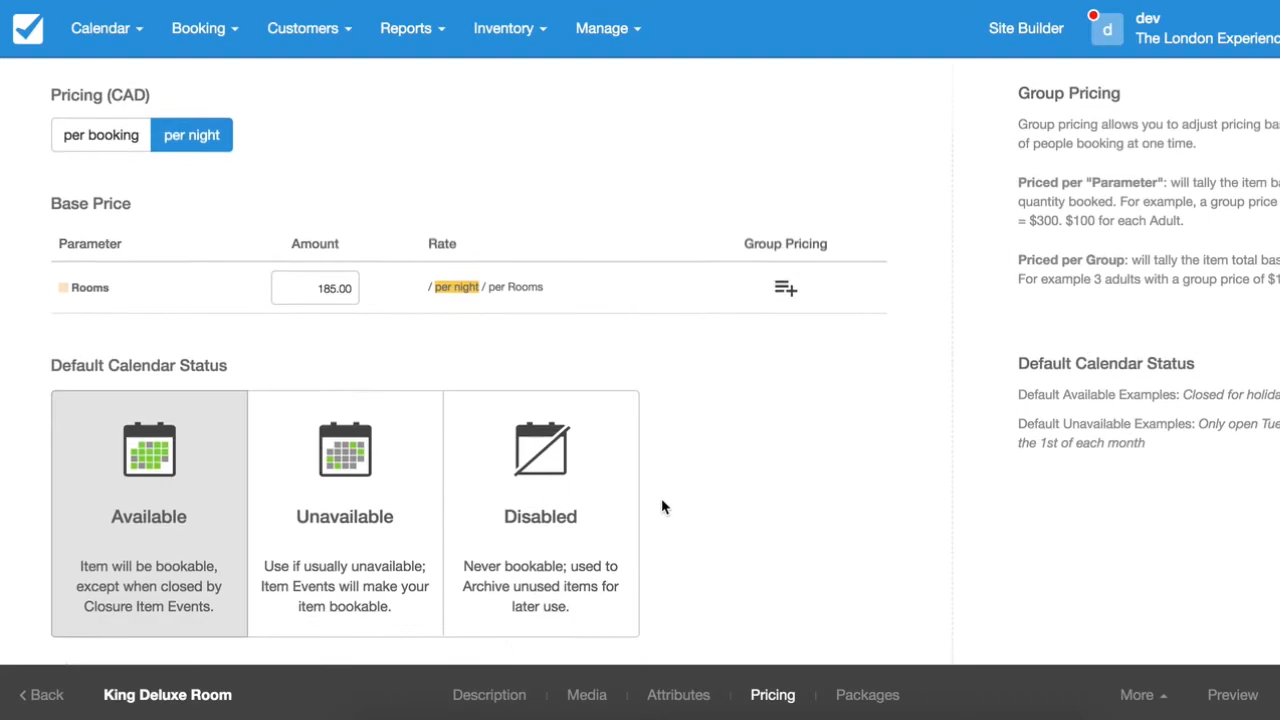 Calendar Booking Customers Reports Inventory Manage Site Builder d dev
The London Experience
Pricing (CAD)
per booking per night
Base Price
Parameter Amount Rate Group Pricing
Rooms 185.00 / per night / per Rooms
Default Calendar Status
Available Unavailable Disabled
Item will be bookable,
except when closed by
Closure Item Events.
Use if usually unavailable;
Item Events will make your
item bookable.
Never bookable; used to
Archive unused items for
later use.
Group Pricing
Group pricing allows you to adjust pricing
of people booking at one time.
Priced per "Parameter": will tally the item
quantity booked. For example, a group price
= $300. $100 for each Adult.
Priced per Group: will tally the item total
For example 3 adults with a group price of
Default Calendar Status
Default Available Examples: Closed for
Default Unavailable Examples: Only open
the 1st of each month
Back King Deluxe Room Description Media Attributes Pricing Packages More Preview